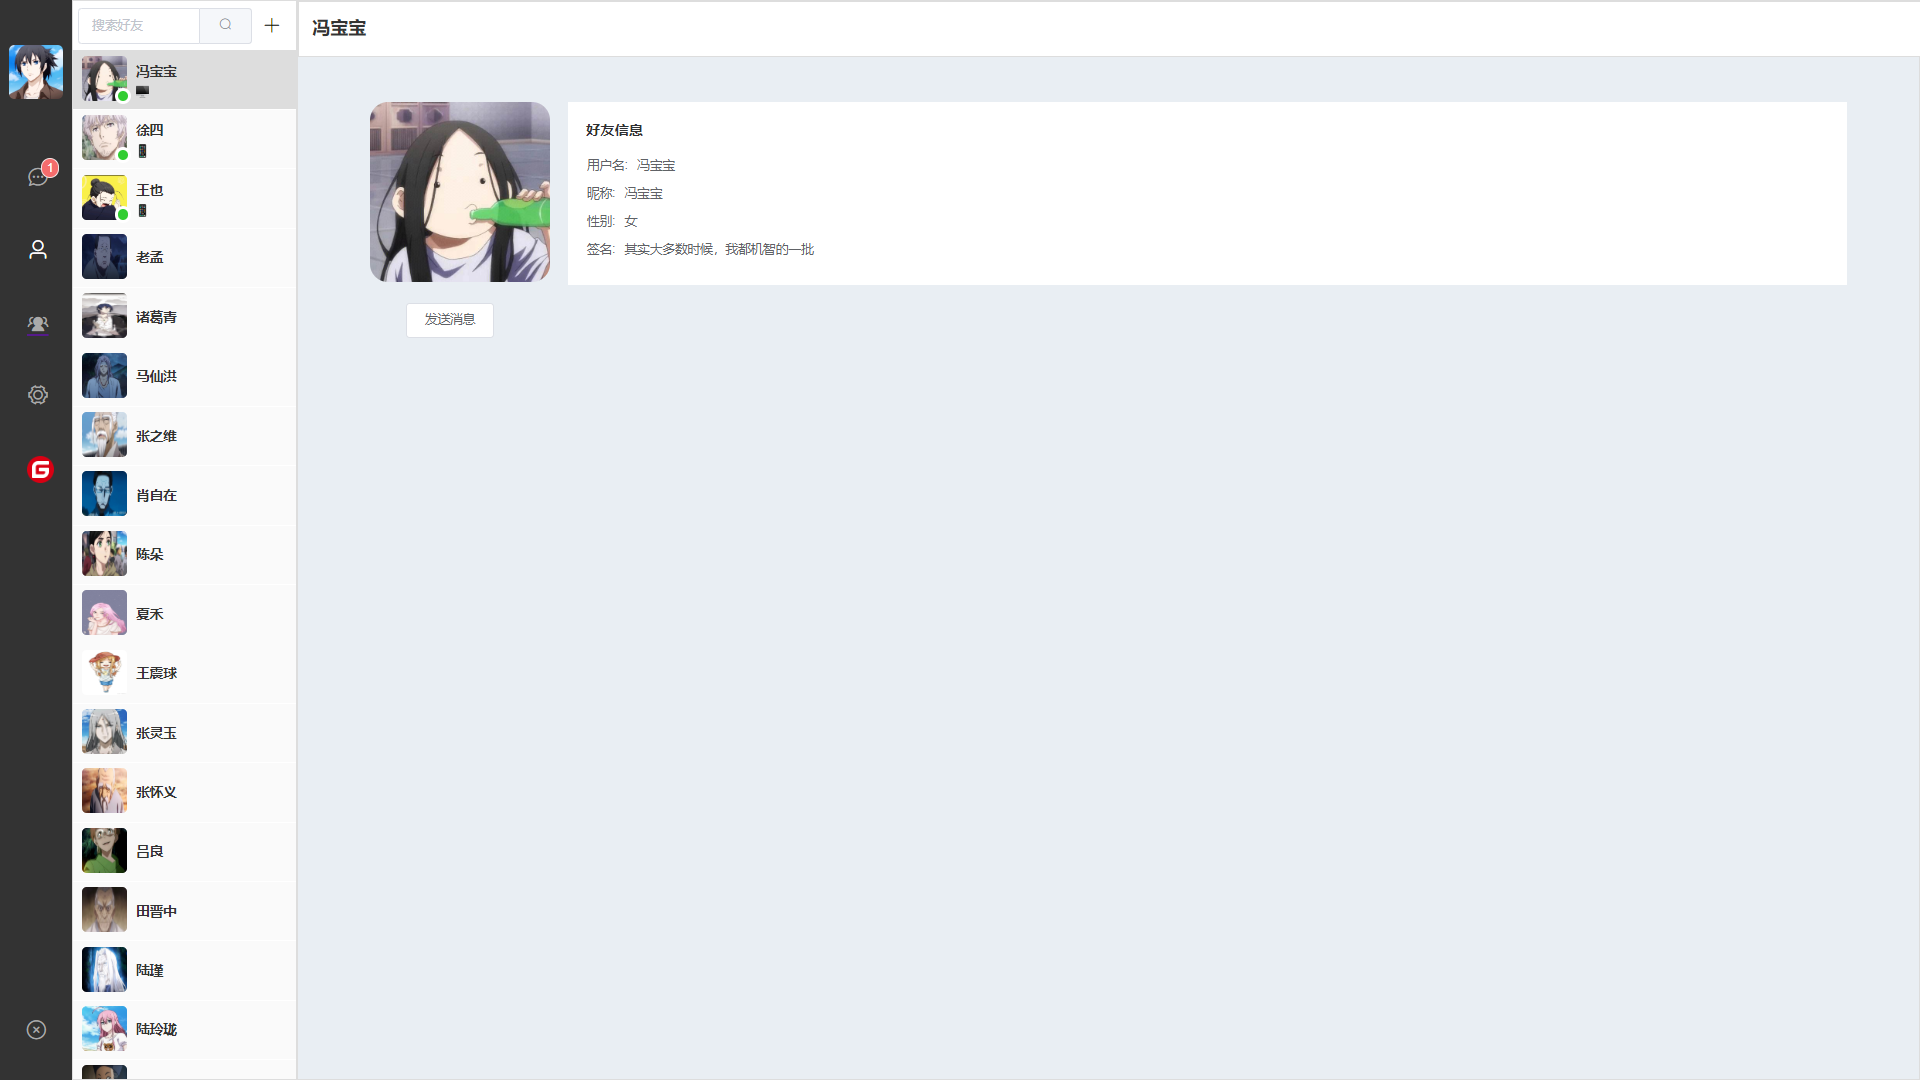 搜索好友
冯宝宝
1
冯宝宝
徐四
王也
老孟
诸葛青
马仙洪
张之维
肖自在
陈朵
夏禾
王震球
张灵玉
张怀义
吕良
田晋中
陆瑾
陆玲珑
好友信息
用户名: 冯宝宝
昵称: 冯宝宝
性别: 女
签名: 其实大多数时候，我都机智的一批
发送消息
G